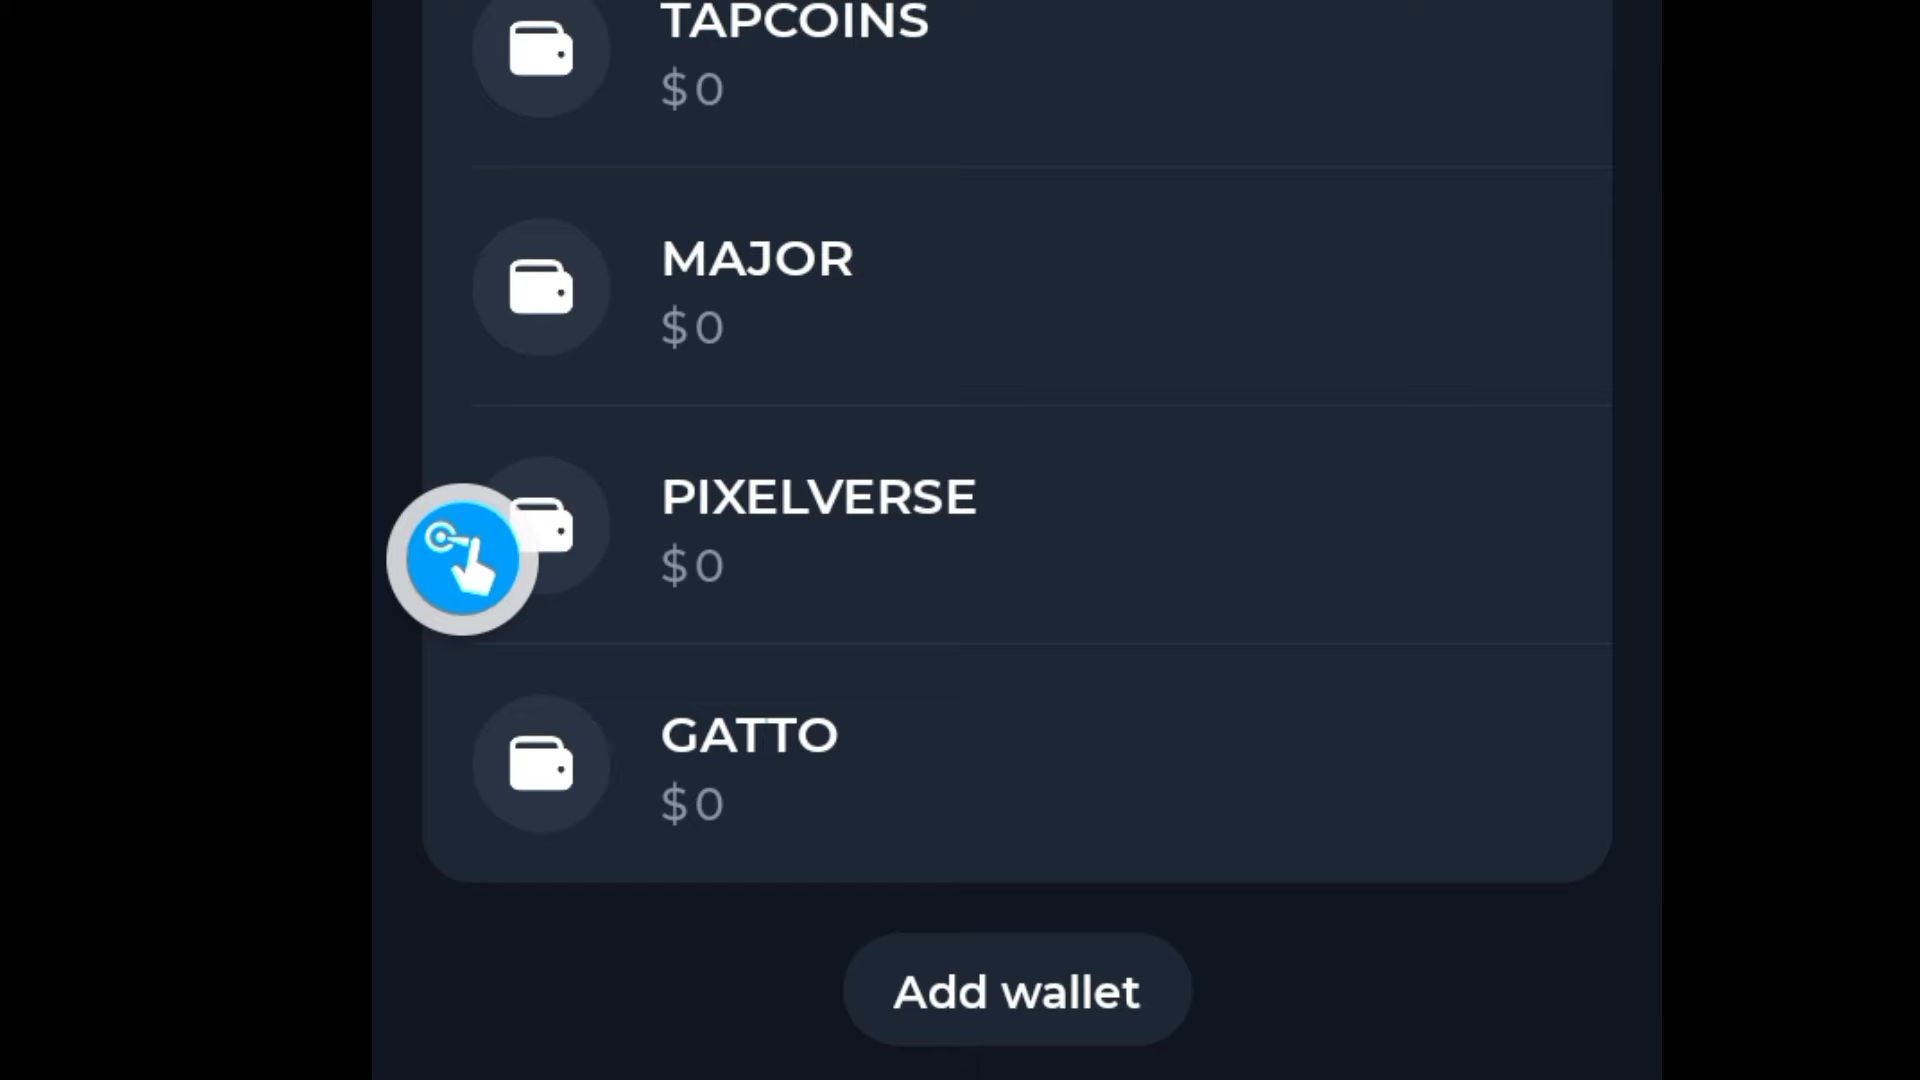 TAPCOINS
$0
MAJOR
$0
PIXELVERSE
$0
GATTO
$0
Add wallet